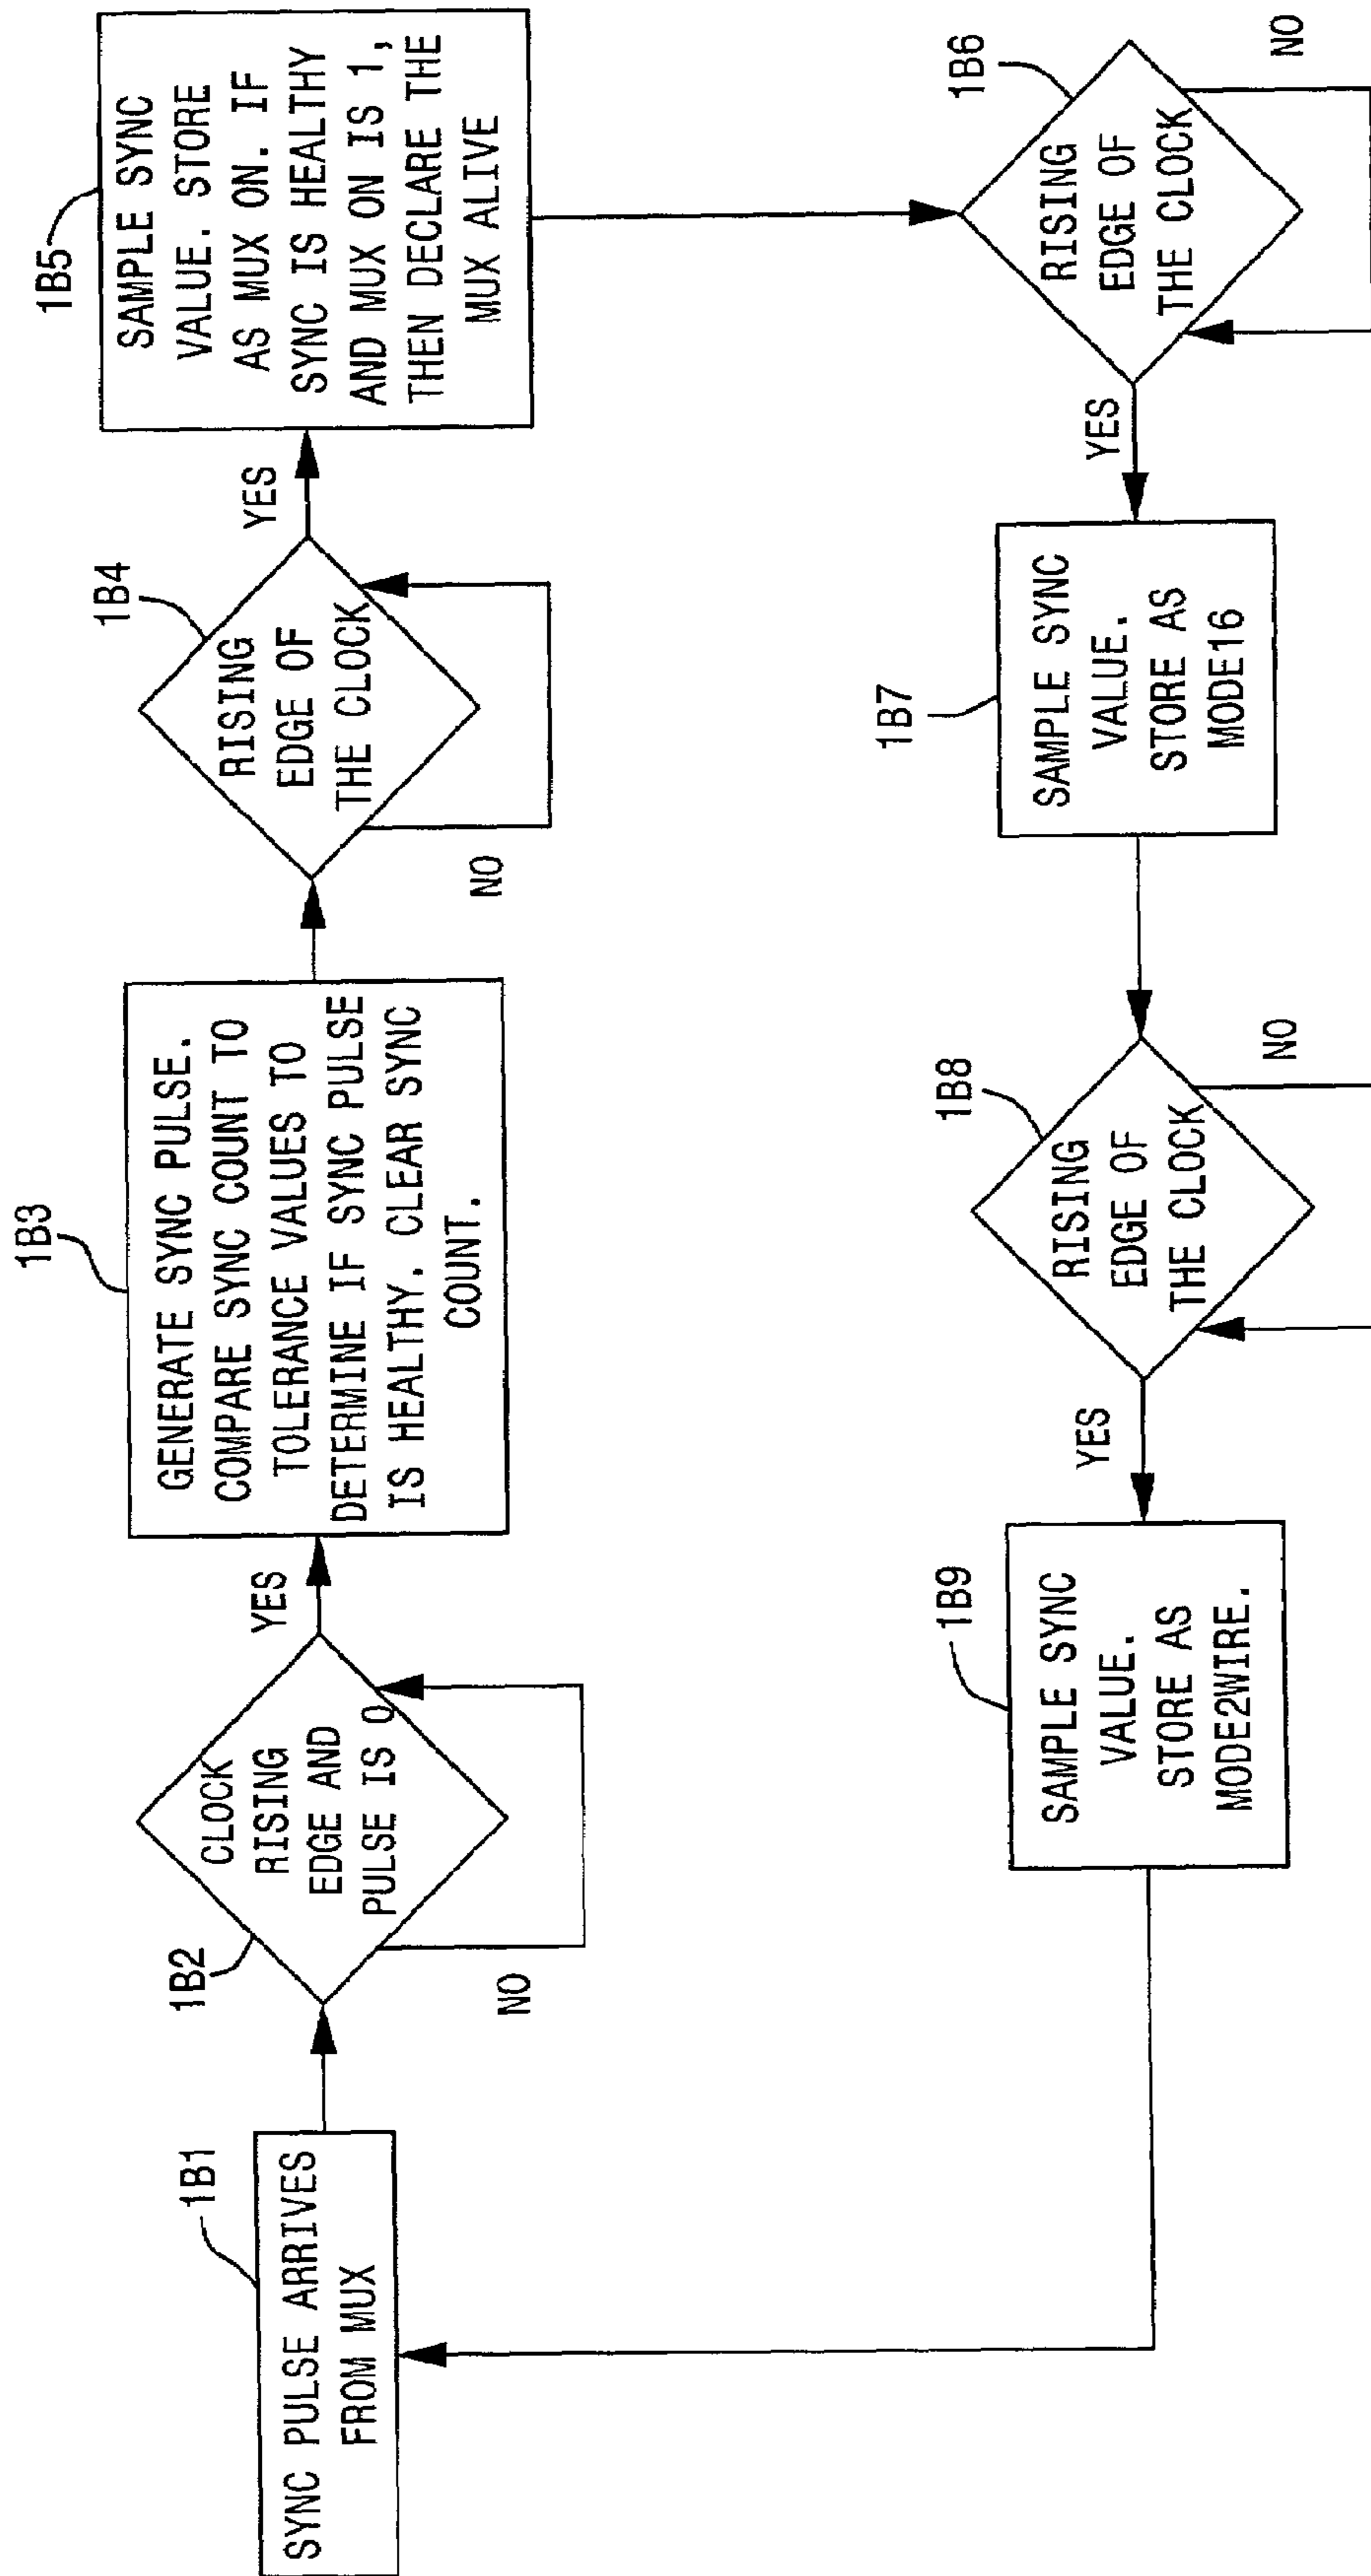 1B1
SYNC PULSE ARRIVES
FROM MUX
1B2
CLOCK
RISING
EDGE AND
PULSE IS 0
YES
NO
1B3
GENERATE SYNC PULSE.
COMPARE SYNC COUNT TO
TOLERANCE VALUES TO
DETERMINE IF SYNC PULSE
IS HEALTHY. CLEAR SYNC
COUNT.
1B4
RISING
EDGE OF
THE CLOCK
YES
NO
1B5
SAMPLE SYNC
VALUE. STORE
AS MUX ON. IF
SYNC IS HEALTHY
AND MUX ON IS 1,
THEN DECLARE THE
MUX ALIVE
1B6
RISING
EDGE OF
THE CLOCK
NO
YES
1B7
SAMPLE SYNC
VALUE.
STORE AS
MODE16
1B8
RISING
EDGE OF
THE CLOCK
NO
YES
1B9
SAMPLE SYNC
VALUE.
STORE AS
MODE2WIRE.